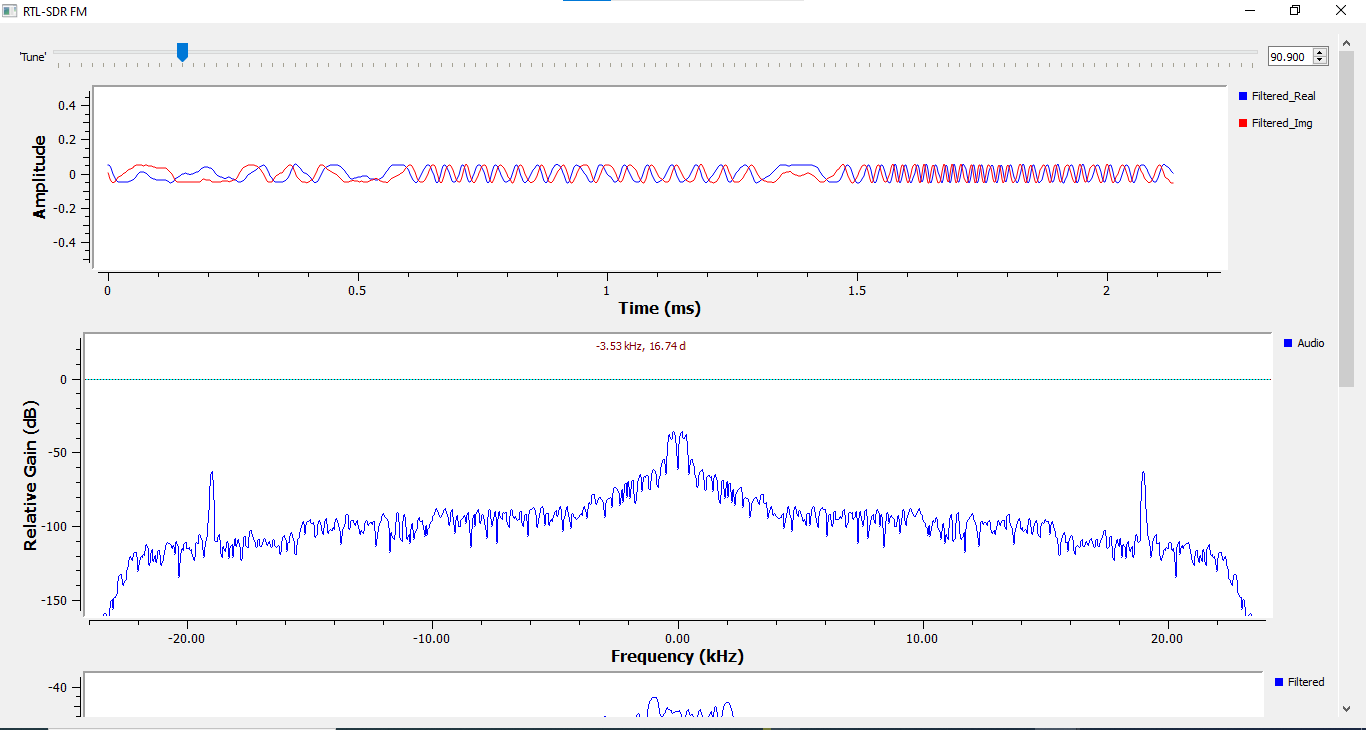 RTL-SDR FM
'Tune'
90.900
0.4
0.2
0
-0.2
-0.4
Amplitude
0 0.5 1 1.5 2
Time (ms)
Filtered_Real
Filtered_Img
-3.53 kHz, 16.74 d
Audio
0
-50
-100
-150
Relative Gain (dB)
-20.00 -10.00 0.00 10.00 20.00
Frequency (kHz)
-40
Filtered